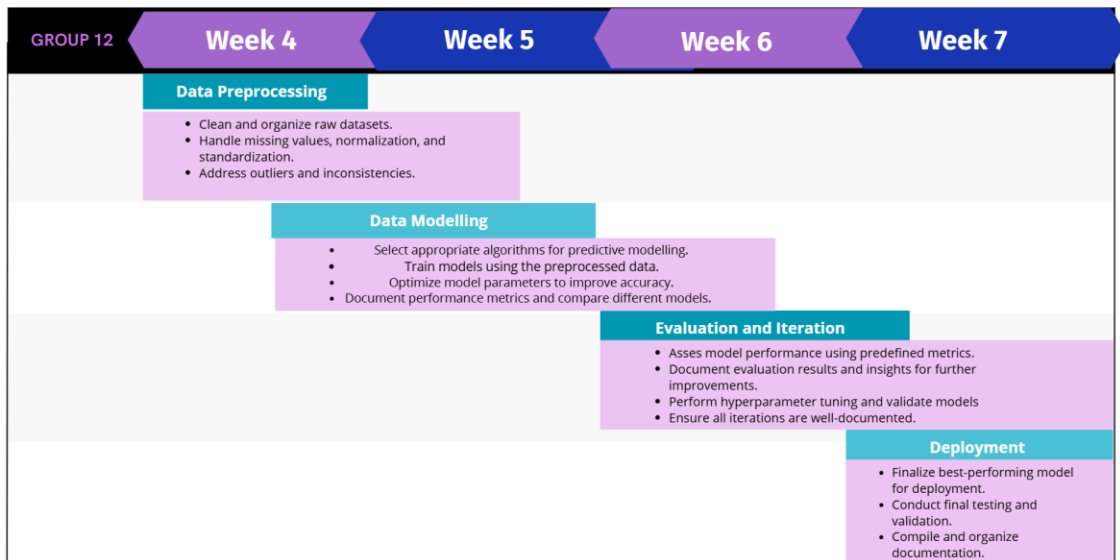 GROUP 12
Week 4
Week 5
Week 6
Week 7
Data Preprocessing
• Clean and organize raw datasets.
• Handle missing values, normalization, and
standardization.
• Address outliers and inconsistencies.
Data Modelling
• Select appropriate algorithms for predictive modelling.
• Train models using the preprocessed data.
• Optimize model parameters to improve accuracy.
• Document performance metrics and compare different models.
Evaluation and Iteration
• Asses model performance using predefined metrics.
• Document evaluation results and insights for further
improvements.
• Perform hyperparameter tuning and validate models
• Ensure all iterations are well-documented.
Deployment
• Finalize best-performing model
for deployment.
• Conduct final testing and
validation.
• Compile and organize
documentation.